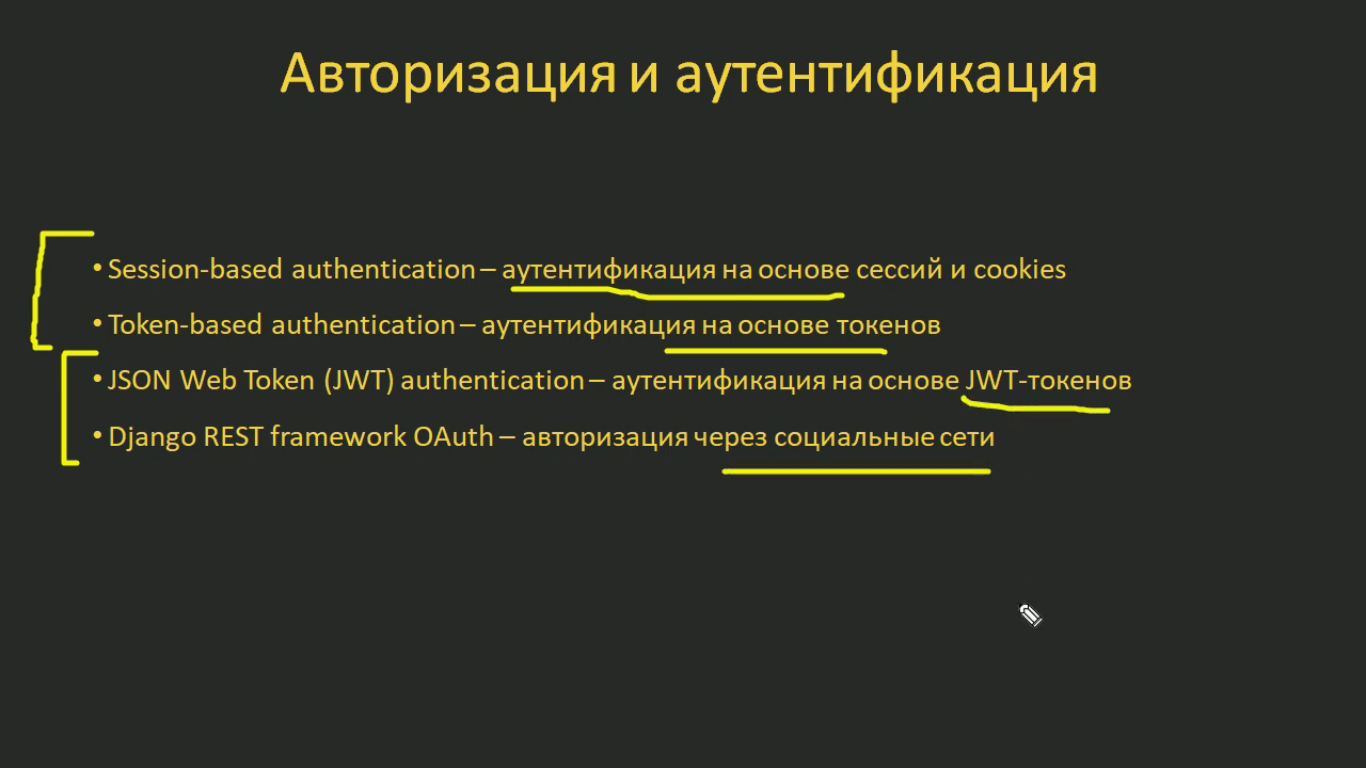 Авторизация и аутентификация
• Session-based authentication – аутентификация на основе сессий и cookies
• Token-based authentication – аутентификация на основе токенов
• JSON Web Token (JWT) authentication – аутентификация на основе JWT-токенов
• Django REST framework OAuth – авторизация через социальные сети